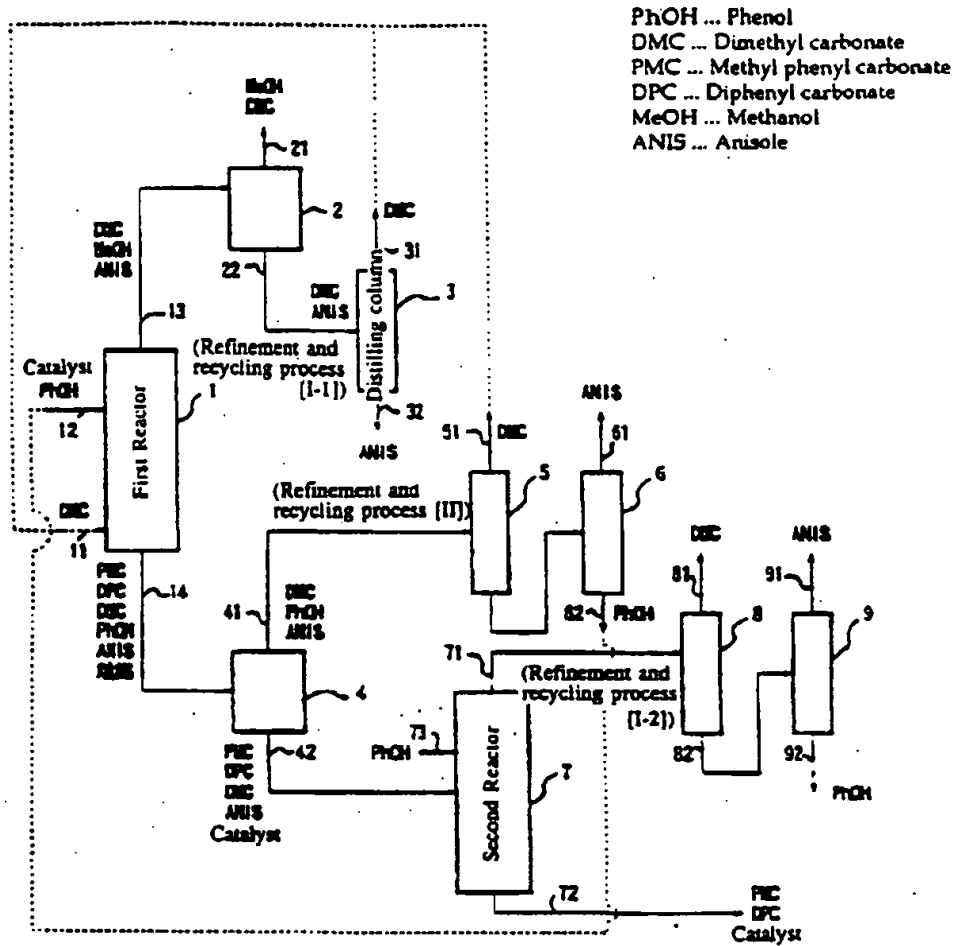 PhOH ... Phenol
DMC ... Dimethyl carbonate
PMC ... Methyl phenyl carbonate
DPC ... Diphenyl carbonate
MeOH ... Methanol
ANIS ... Anisole
MeOH
DMC
21
2
22
DMC
MeOH
ANIS
13
DMC
31
DMC
ANIS
3
Distilling column
(Refinement and
recycling process
[I-1])
32
ANIS
Catalyst
PhOH
12
1
First Reactor
DMC
11
14
PMC
DPC
DMC
PhOH
ANIS
51
DMC
ANIS
61
5
6
(Refinement and
recycling process [II])
41
DMC
PhOH
ANIS
4
82
PhOH
42
PMC
DPC
DMC
ANIS
Catalyst
71
(Refinement and
recycling process
[I-2])
73
PhOH
Second Reactor
7
DMC
81
8
82
ANIS
91
9
92
PhOH
72
PMC
DPC
Catalyst